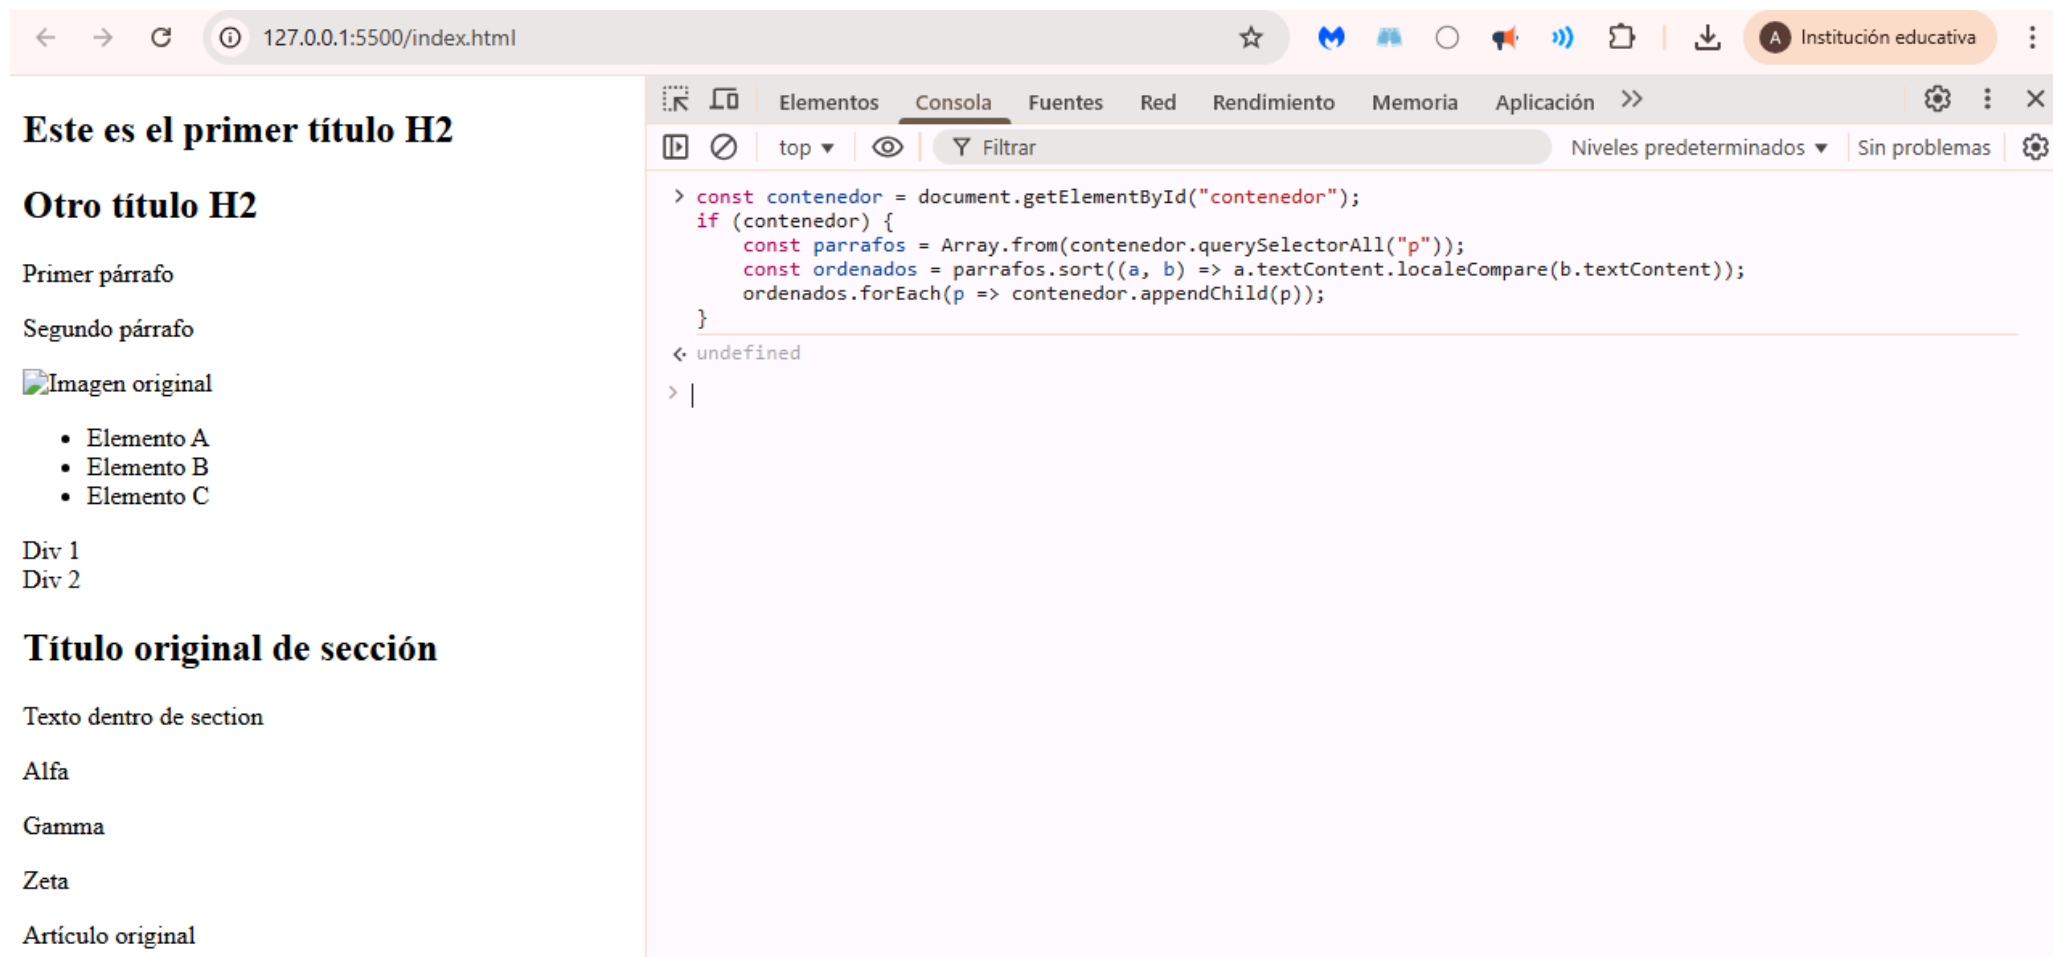 127.0.0.1:5500/index.html
A Institución educativa
Este es el primer título H2
Otro título H2
Primer párrafo
Segundo párrafo
Imagen original
Elemento A
Elemento B
Elemento C
Div 1
Div 2
Título original de sección
Texto dentro de section
Alfa
Gamma
Zeta
Artículo original
Elementos Consola Fuentes Red Rendimiento Memoria Aplicación
top Filtrar Niveles predeterminados Sin problemas
> const contenedor = document.getElementById("contenedor");
if (contenedor) {
    const parrafos = Array.from(contenedor.querySelectorAll("p"));
    const ordenados = parrafos.sort((a, b) => a.textContent.localeCompare(b.textContent));
    ordenados.forEach(p => contenedor.appendChild(p));
}
undefined
>